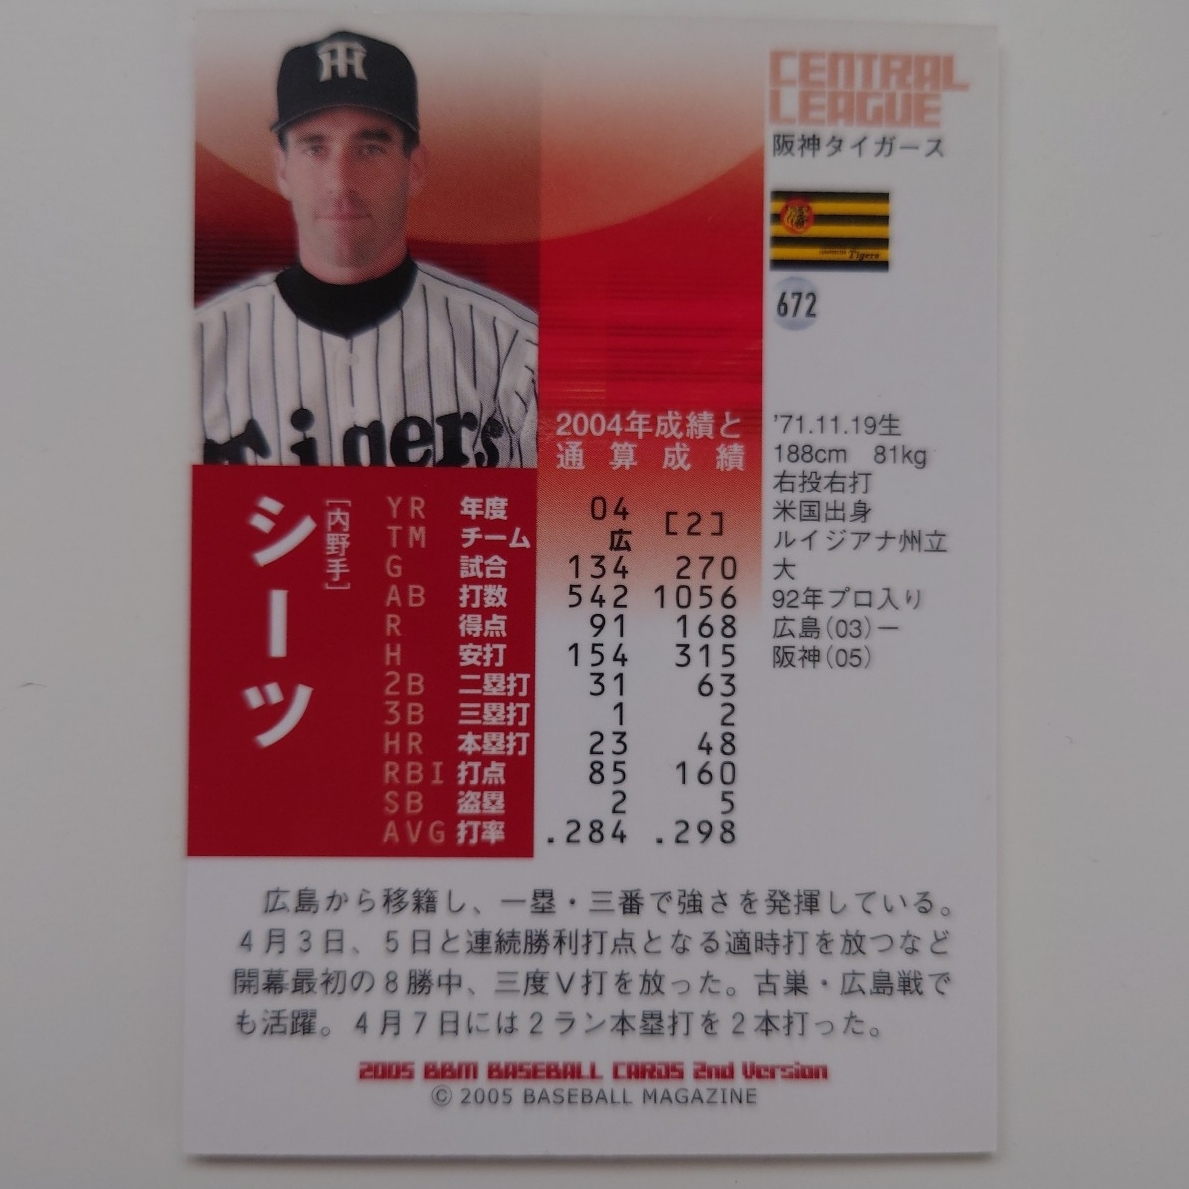 CENTRAL
LEAGUE
阪神タイガース
Tigers
672
Tigers
シーツ
[内野手]
2004年成績と
通算成績
YR 年度 04 [2]
TM チーム 広
G 試合 134 270
AB 打数 542 1056
R 得点 91 168
H 安打 154 315
2B 二塁打 31 63
3B 三塁打 1 2
HR 本塁打 23 48
RBI 打点 85 160
SB 盗塁 2 5
AVG 打率 .284 .298
'71.11.19生
188cm 81kg
右投右打
米国出身
ルイジアナ州立
大
92年プロ入り
広島(03)ー
阪神(05)
広島から移籍し、一塁・三番で強さを発揮している。
4月3日、5日と連続勝利打点となる適時打を放つなど
開幕最初の8勝中、三度V打を放った。古巣・広島戦で
も活躍。4月7日には2ラン本塁打を2本打った。
2005 BBM BASEBALL CARDS 2nd Version
© 2005 BASEBALL MAGAZINE